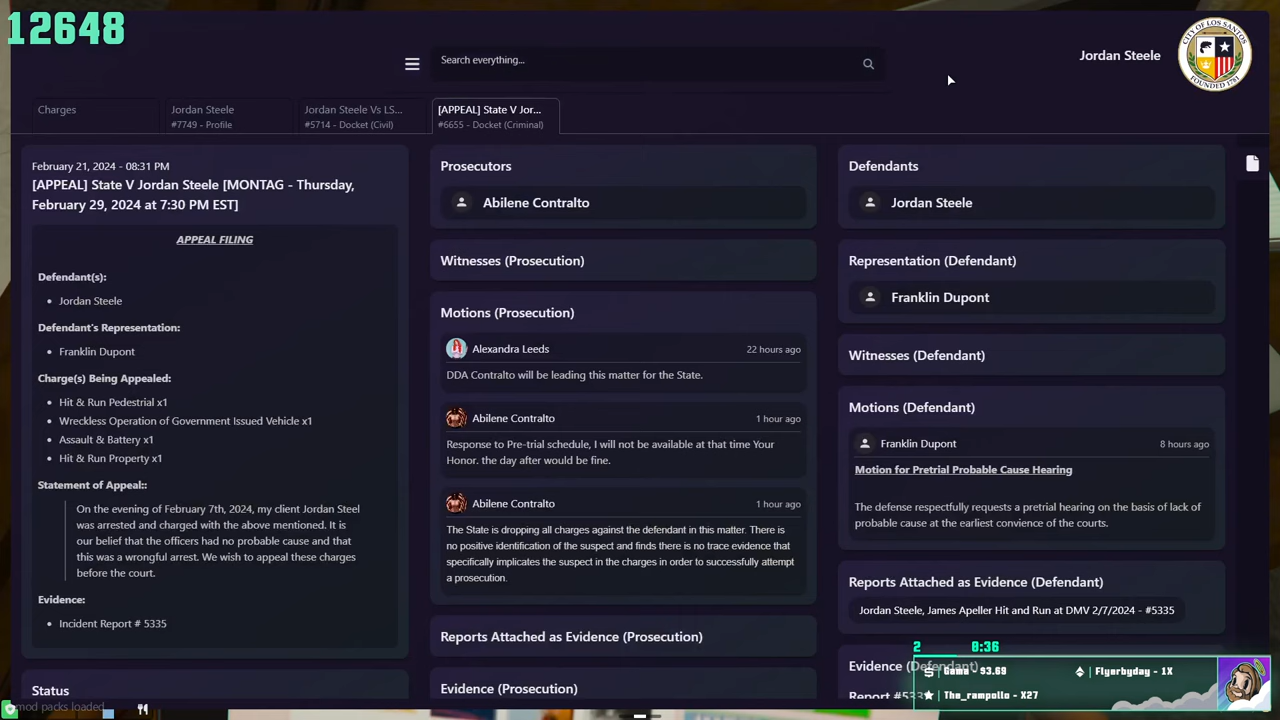 12648
Search everything...
Jordan Steele
CITY OF LOS SANTOS
FOUNDED 1781
Charges
Jordan Steele
#7749 - Profile
Jordan Steele Vs LS...
#5714 - Docket (Civil)
[APPEAL] State V Jor...
#6655 - Docket (Criminal)
February 21, 2024 - 08:31 PM
[APPEAL] State V Jordan Steele [MONTAG - Thursday,
February 29, 2024 at 7:30 PM EST]
APPEAL FILING
Defendant(s):
Jordan Steele
Defendant's Representation:
Franklin Dupont
Charge(s) Being Appealed:
Hit & Run Pedestrial x1
Wreckless Operation of Government Issued Vehicle x1
Assault & Battery x1
Hit & Run Property x1
Statement of Appeal::
On the evening of February 7th, 2024, my client Jordan Steel
was arrested and charged with the above mentioned. It is
our belief that the officers had no probable cause and that
this was a wrongful arrest. We wish to appeal these charges
before the court.
Evidence:
Incident Report # 5335
Status
mod packs loaded
Prosecutors
Abilene Contralto
Witnesses (Prosecution)
Motions (Prosecution)
Alexandra Leeds
22 hours ago
DDA Contralto will be leading this matter for the State.
Abilene Contralto
1 hour ago
Response to Pre-trial schedule, I will not be available at that time Your
Honor. the day after would be fine.
Abilene Contralto
1 hour ago
The State is dropping all charges against the defendant in this matter. There is
no positive identification of the suspect and finds there is no trace evidence that
specifically implicates the suspect in the charges in order to successfully attempt
a prosecution.
Reports Attached as Evidence (Prosecution)
Evidence (Prosecution)
Defendants
Jordan Steele
Representation (Defendant)
Franklin Dupont
Witnesses (Defendant)
Motions (Defendant)
Franklin Dupont
8 hours ago
Motion for Pretrial Probable Cause Hearing
The defense respectfully requests a pretrial hearing on the basis of lack of
probable cause at the earliest convience of the courts.
Reports Attached as Evidence (Defendant)
Jordan Steele, James Apeller Hit and Run at DMV 2/7/2024 - #5335
Evidence (Defendant)
Report #533
2
0:36
Gamo - $3.69
Flyerbyday - 1X
Tha_rampollo - X27